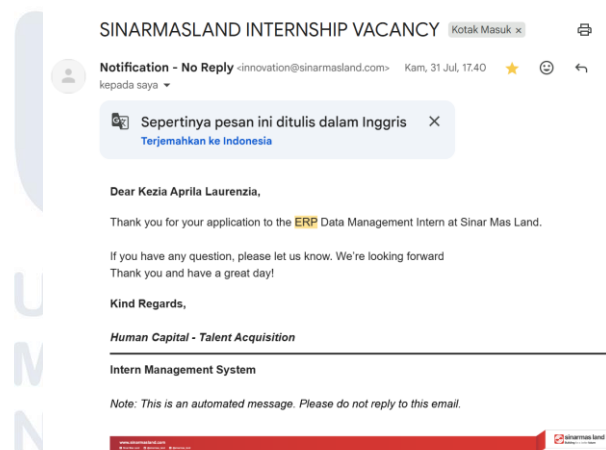 SINARMASLAND INTERNSHIP VACANCY Kotak Masuk ×
Notification - No Reply <innovation@sinarmasland.com> Kam, 31 Jul, 17.40
kepada saya
Sepertinya pesan ini ditulis dalam Inggris
Terjemahkan ke Indonesia
Dear Kezia Aprila Laurenzia,
Thank you for your application to the ERP Data Management Intern at Sinar Mas Land.
If you have any question, please let us know. We're looking forward
Thank you and have a great day!
Kind Regards,
Human Capital - Talent Acquisition
Intern Management System
Note: This is an automated message. Please do not reply to this email.
www.sinarmasland.com
sinarmas land
U
M
N